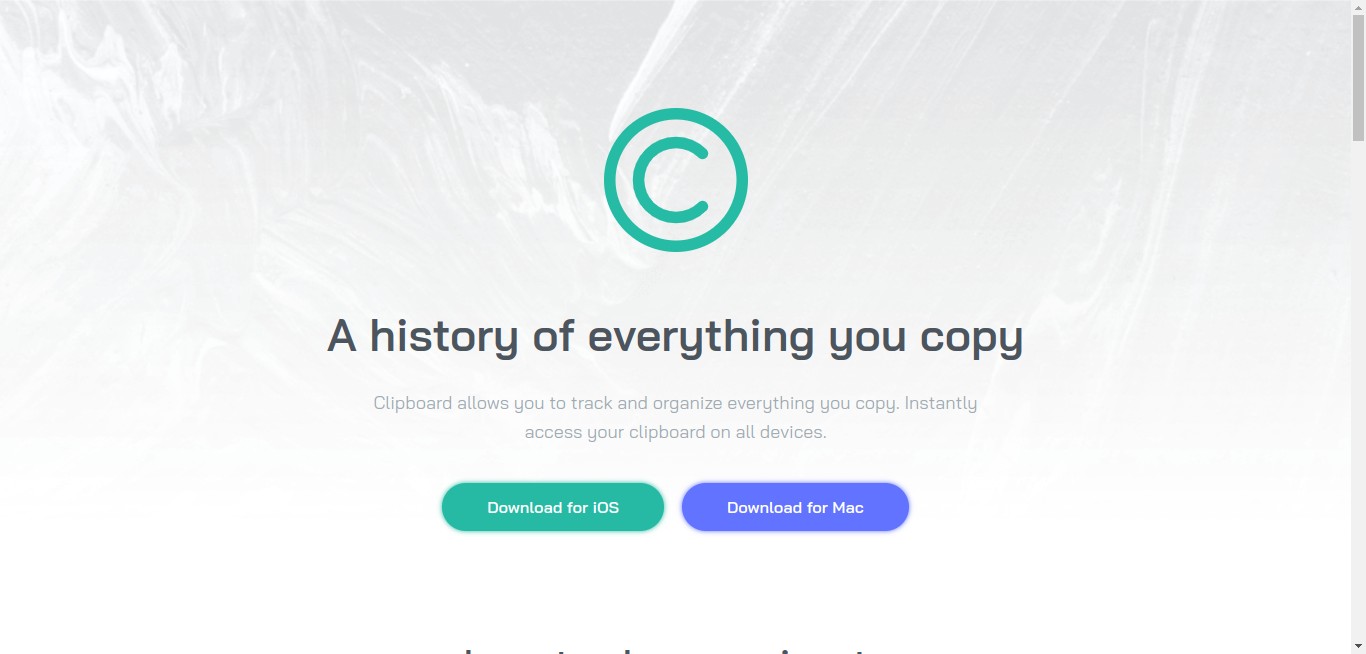 A history of everything you copy
Clipboard allows you to track and organize everything you copy. Instantly
access your clipboard on all devices.
Download for iOS
Download for Mac